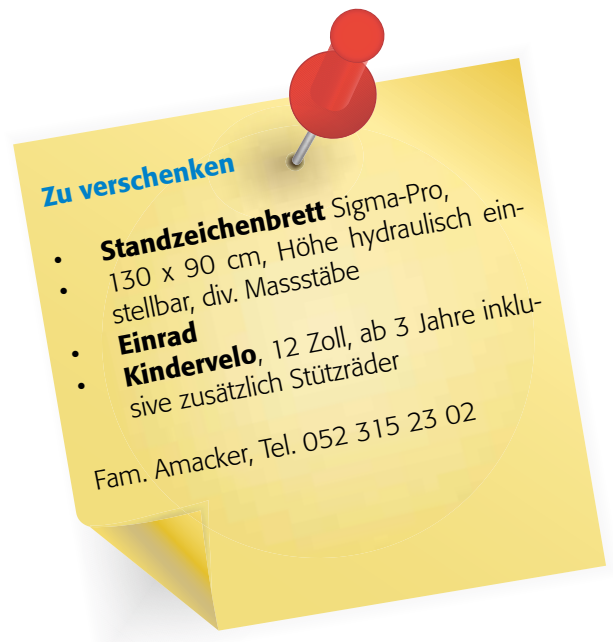 Zu verschenken
• Standzeichenbrett Sigma-Pro,
• 130 x 90 cm, Höhe hydraulisch ein-
stellbar, div. Massstäbe
• Einrad
• Kindervelo, 12 Zoll, ab 3 Jahre inklu-
sive zusätzlich Stützräder
Fam. Amacker, Tel. 052 315 23 02